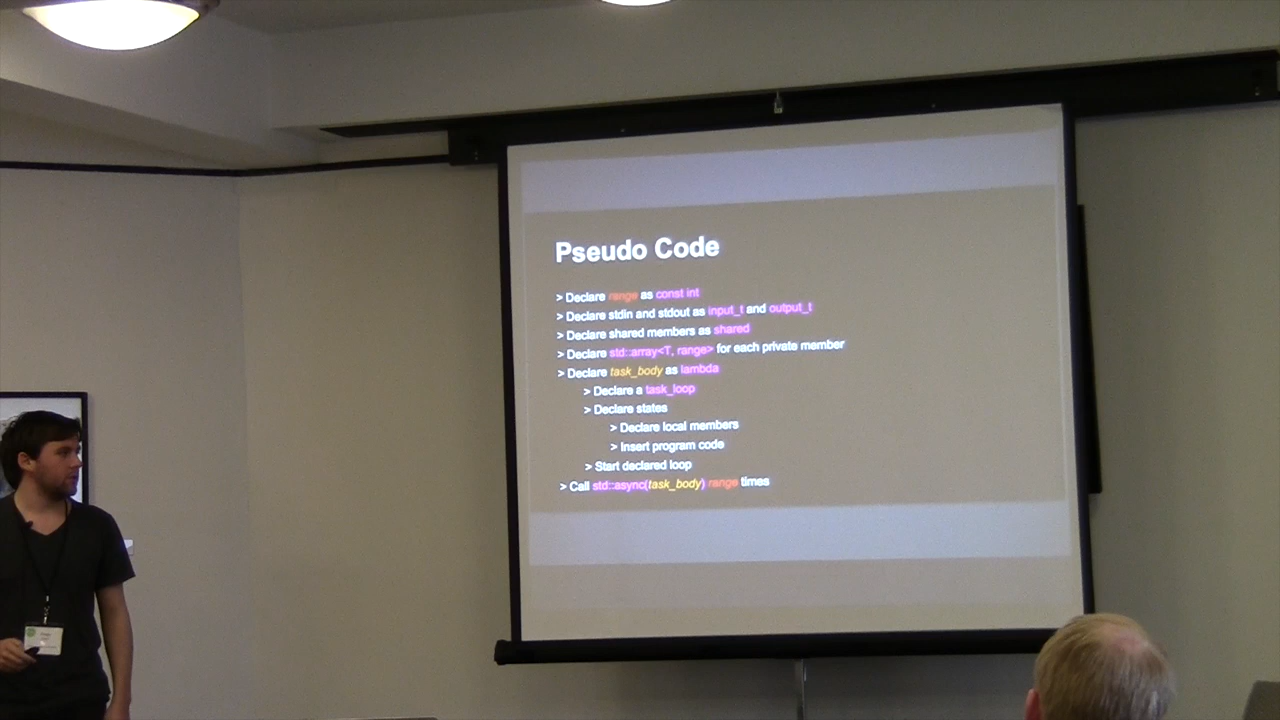 Pseudo Code
> Declare range as const int
> Declare stdin and stdout as input_t and output_t
> Declare shared members as shared
> Declare std::array<T, range> for each private member
> Declare task_body as lambda
> Declare a task_loop
> Declare states
> Declare local members
> Insert program code
> Start declared loop
> Call std::async(task_body) range times